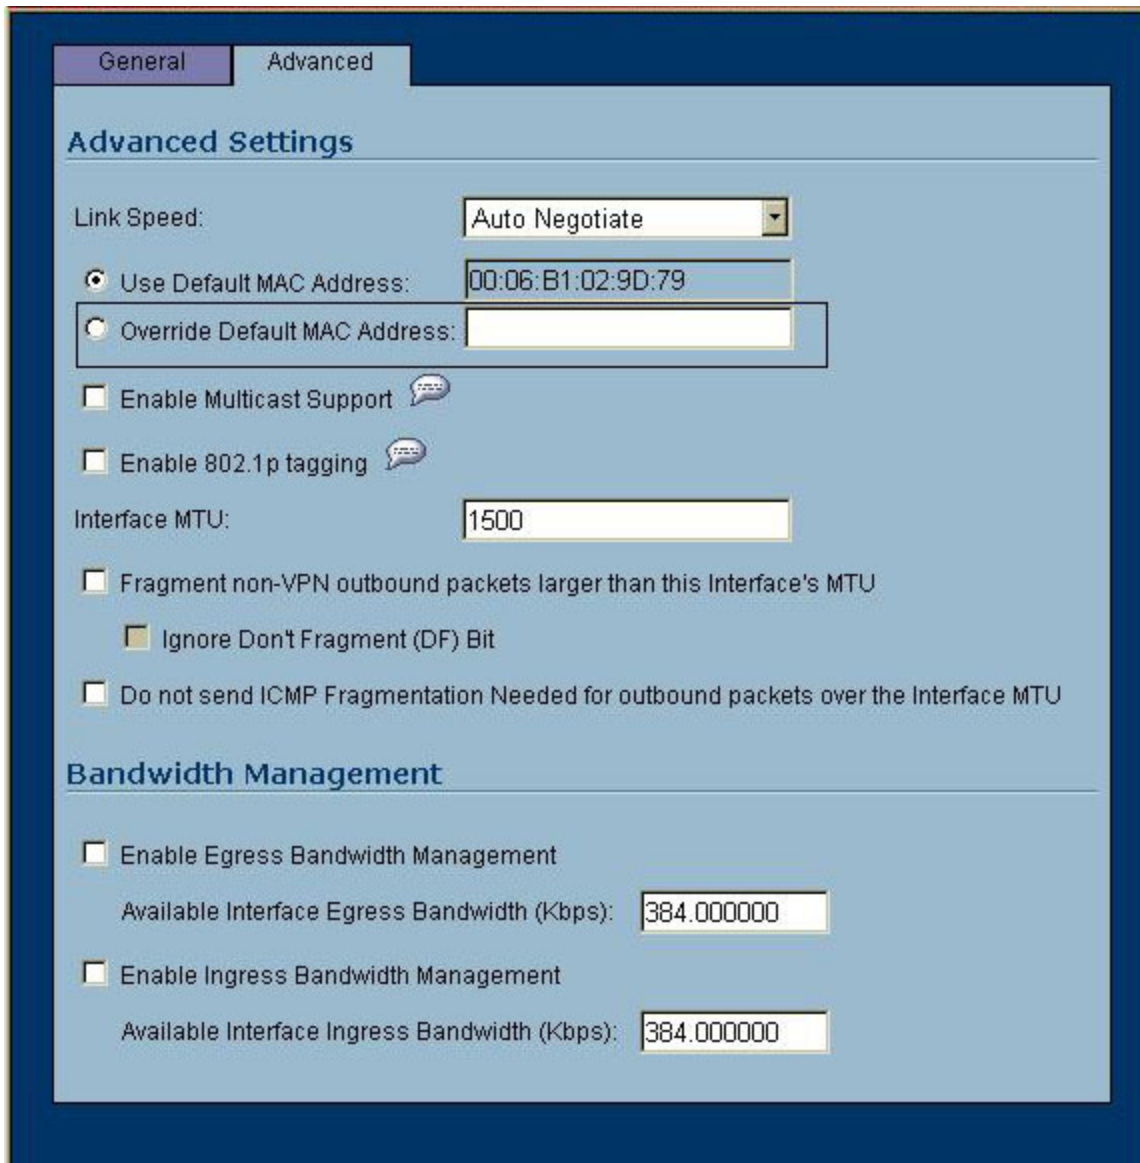 General Advanced
Advanced Settings
Link Speed: Auto Negotiate
Use Default MAC Address: 00:06:B1:02:9D:79
Override Default MAC Address:
Enable Multicast Support
Enable 802.1p tagging
Interface MTU: 1500
Fragment non-VPN outbound packets larger than this Interface's MTU
Ignore Don't Fragment (DF) Bit
Do not send ICMP Fragmentation Needed for outbound packets over the Interface MTU
Bandwidth Management
Enable Egress Bandwidth Management
Available Interface Egress Bandwidth (Kbps): 384.000000
Enable Ingress Bandwidth Management
Available Interface Ingress Bandwidth (Kbps): 384.000000